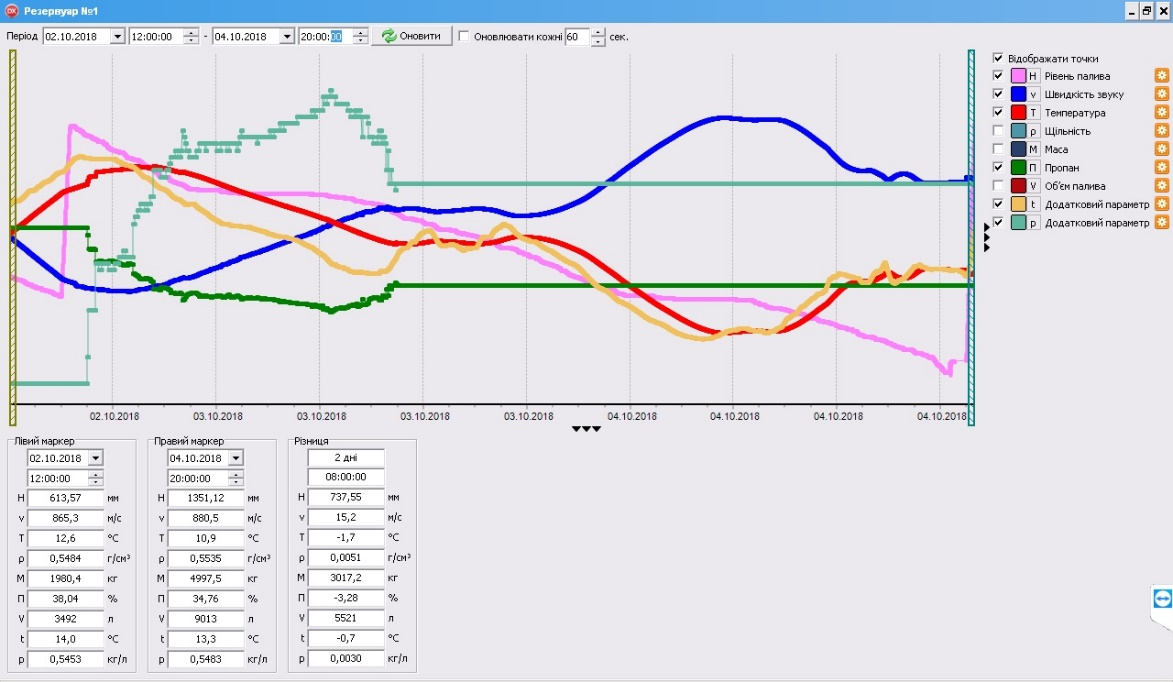 Резервуар №1
Період 02.10.2018 12:00:00 - 04.10.2018 20:00:00 Оновити Оновлювати кожні 60 сек.
Відображати точки
H Рівень палива
v Швидкість звуку
T Температура
ρ Щільність
M Маса
П Пропан
V Об'єм палива
t Додатковий параметр
p Додатковий параметр
02.10.2018 03.10.2018 03.10.2018 03.10.2018 03.10.2018 04.10.2018 04.10.2018 04.10.2018 04.10.2018
Лівий маркер Правий маркер Різниця
02.10.2018 04.10.2018 2 дні
12:00:00 20:00:00 08:00:00
H 613,57 мм H 1351,12 мм H 737,55 мм
v 865,3 м/с v 880,5 м/с v 15,2 м/с
T 12,6 °C T 10,9 °C T -1,7 °C
ρ 0,5484 г/см³ ρ 0,5535 г/см³ ρ 0,0051 г/см³
M 1980,4 кг M 4997,5 кг M 3017,2 кг
П 38,04 % П 34,76 % П -3,28 %
V 3492 л V 9013 л V 5521 л
t 14,0 °C t 13,3 °C t -0,7 °C
p 0,5453 кг/л p 0,5483 кг/л p 0,0030 кг/л